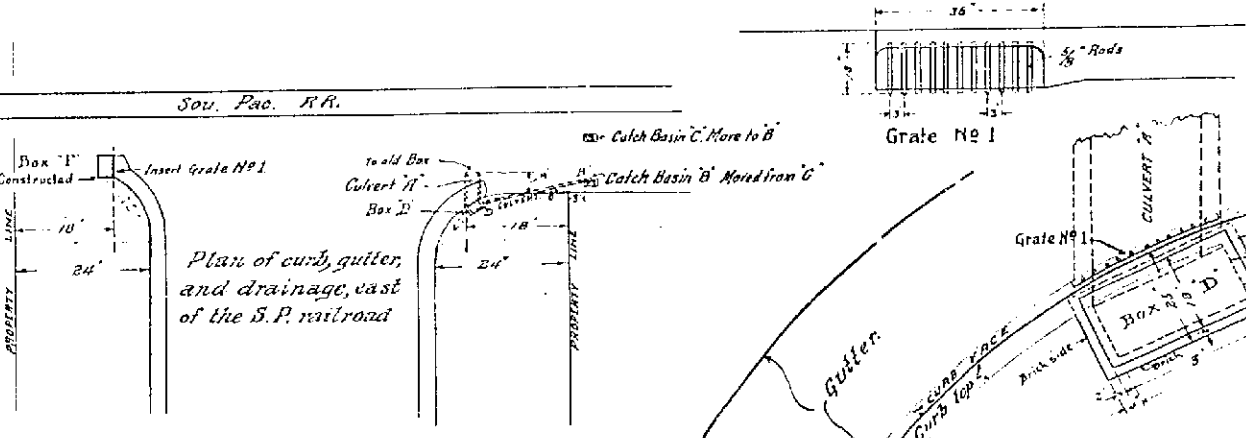 Sou. Pac. RR.
Box "F"
Constructed
Insert Grate Nº 1
PROPERTY LINE
24"
Plan of curb, gutter,
and drainage, east
of the S.P. railroad
To old Box
Culvert "A"
Box "D"
CULVERT
18"
24"
PROPERTY LINE
Catch Basin "C" Move to "B"
Catch Basin "B" Moved from "C"
36"
5/8" Rods
3
3
Grate Nº 1
CULVERT "A"
Grate Nº 1
Box "D"
Brick side
Brick
3'
Gutter.
CURB FACE
Curb top